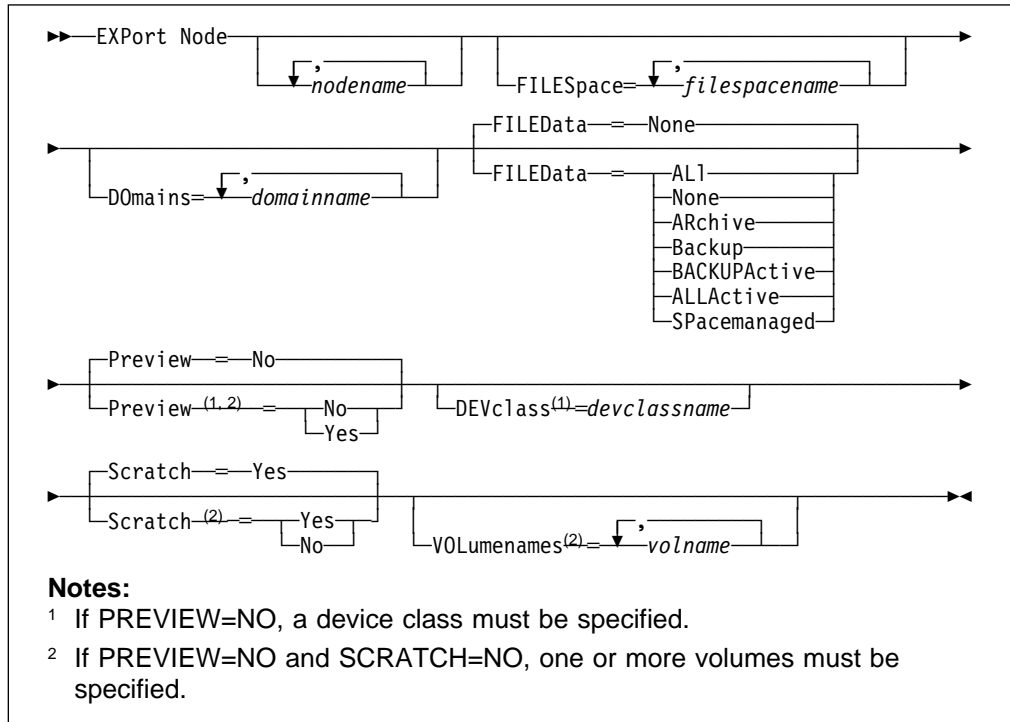 EXPort Node
,
nodename
FILESpace=
,
filespacename
DOmains=
,
domainname
FILEData = None
FILEData = ALl
None
ARchive
Backup
BACKUPActive
ALLActive
SPacemanaged
Preview = No
Preview (1, 2) = No
Yes
DEVclass(1)=devclassname
Scratch = Yes
Scratch (2) = Yes
No
VOLumenames(2)=
,
volname
Notes:
1 If PREVIEW=NO, a device class must be specified.
2 If PREVIEW=NO and SCRATCH=NO, one or more volumes must be
specified.